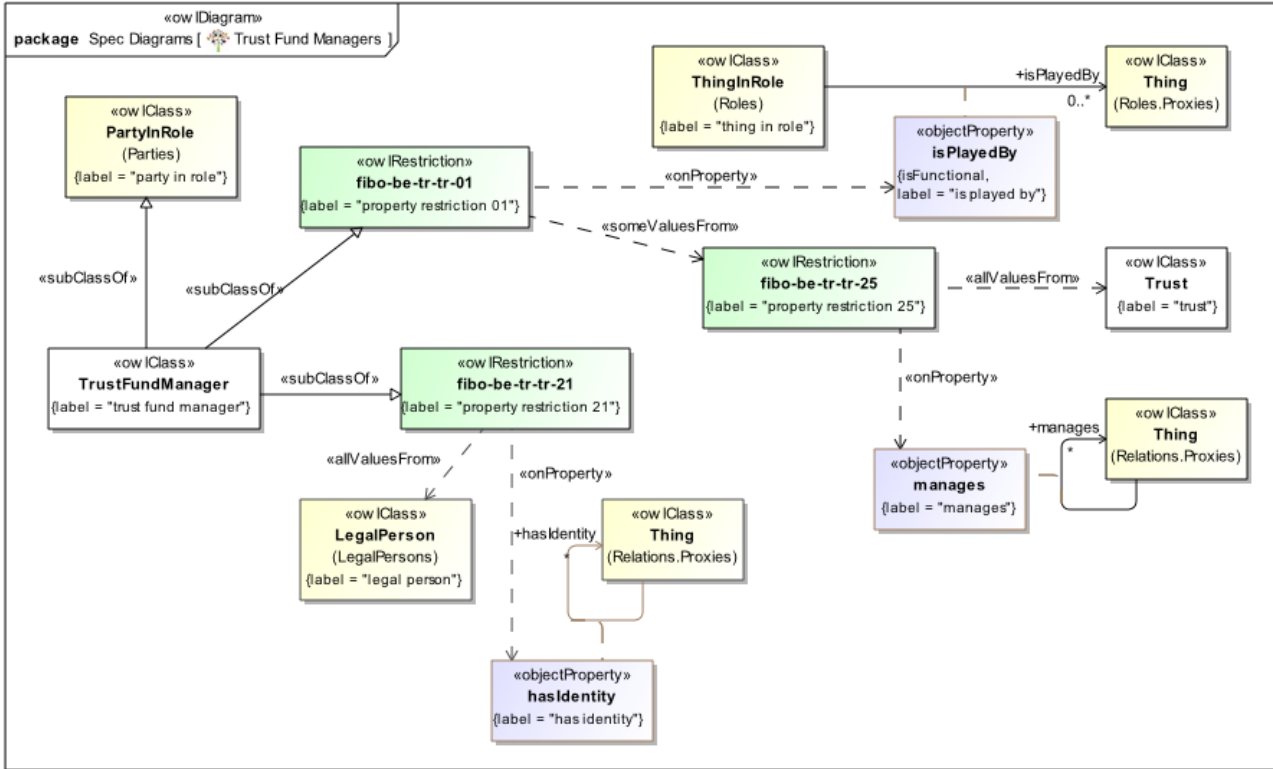 «owlDiagram»
package Spec Diagrams [ Trust Fund Managers ]
«owlClass»
PartyInRole
(Parties)
{label = "party in role"}
«owlClass»
ThingInRole
(Roles)
{label = "thing in role"}
+isPlayedBy
0..*
«owlClass»
Thing
(Roles.Proxies)
«objectProperty»
isPlayedBy
{isFunctional,
label = "is played by"}
«owlRestriction»
fibo-be-tr-tr-01
{label = "property restriction 01"}
«onProperty»
«someValuesFrom»
«subClassOf»
«subClassOf»
«owlRestriction»
fibo-be-tr-tr-25
{label = "property restriction 25"}
«allValuesFrom»
«owlClass»
Trust
{label = "trust"}
«owlClass»
TrustFundManager
{label = "trust fund manager"}
«subClassOf»
«owlRestriction»
fibo-be-tr-tr-21
{label = "property restriction 21"}
«onProperty»
«allValuesFrom»
«onProperty»
+manages
*
«owlClass»
Thing
(Relations.Proxies)
«objectProperty»
manages
{label = "manages"}
«owlClass»
LegalPerson
(LegalPersons)
{label = "legal person"}
+hasIdentity
*
«owlClass»
Thing
(Relations.Proxies)
«objectProperty»
hasIdentity
{label = "has identity"}